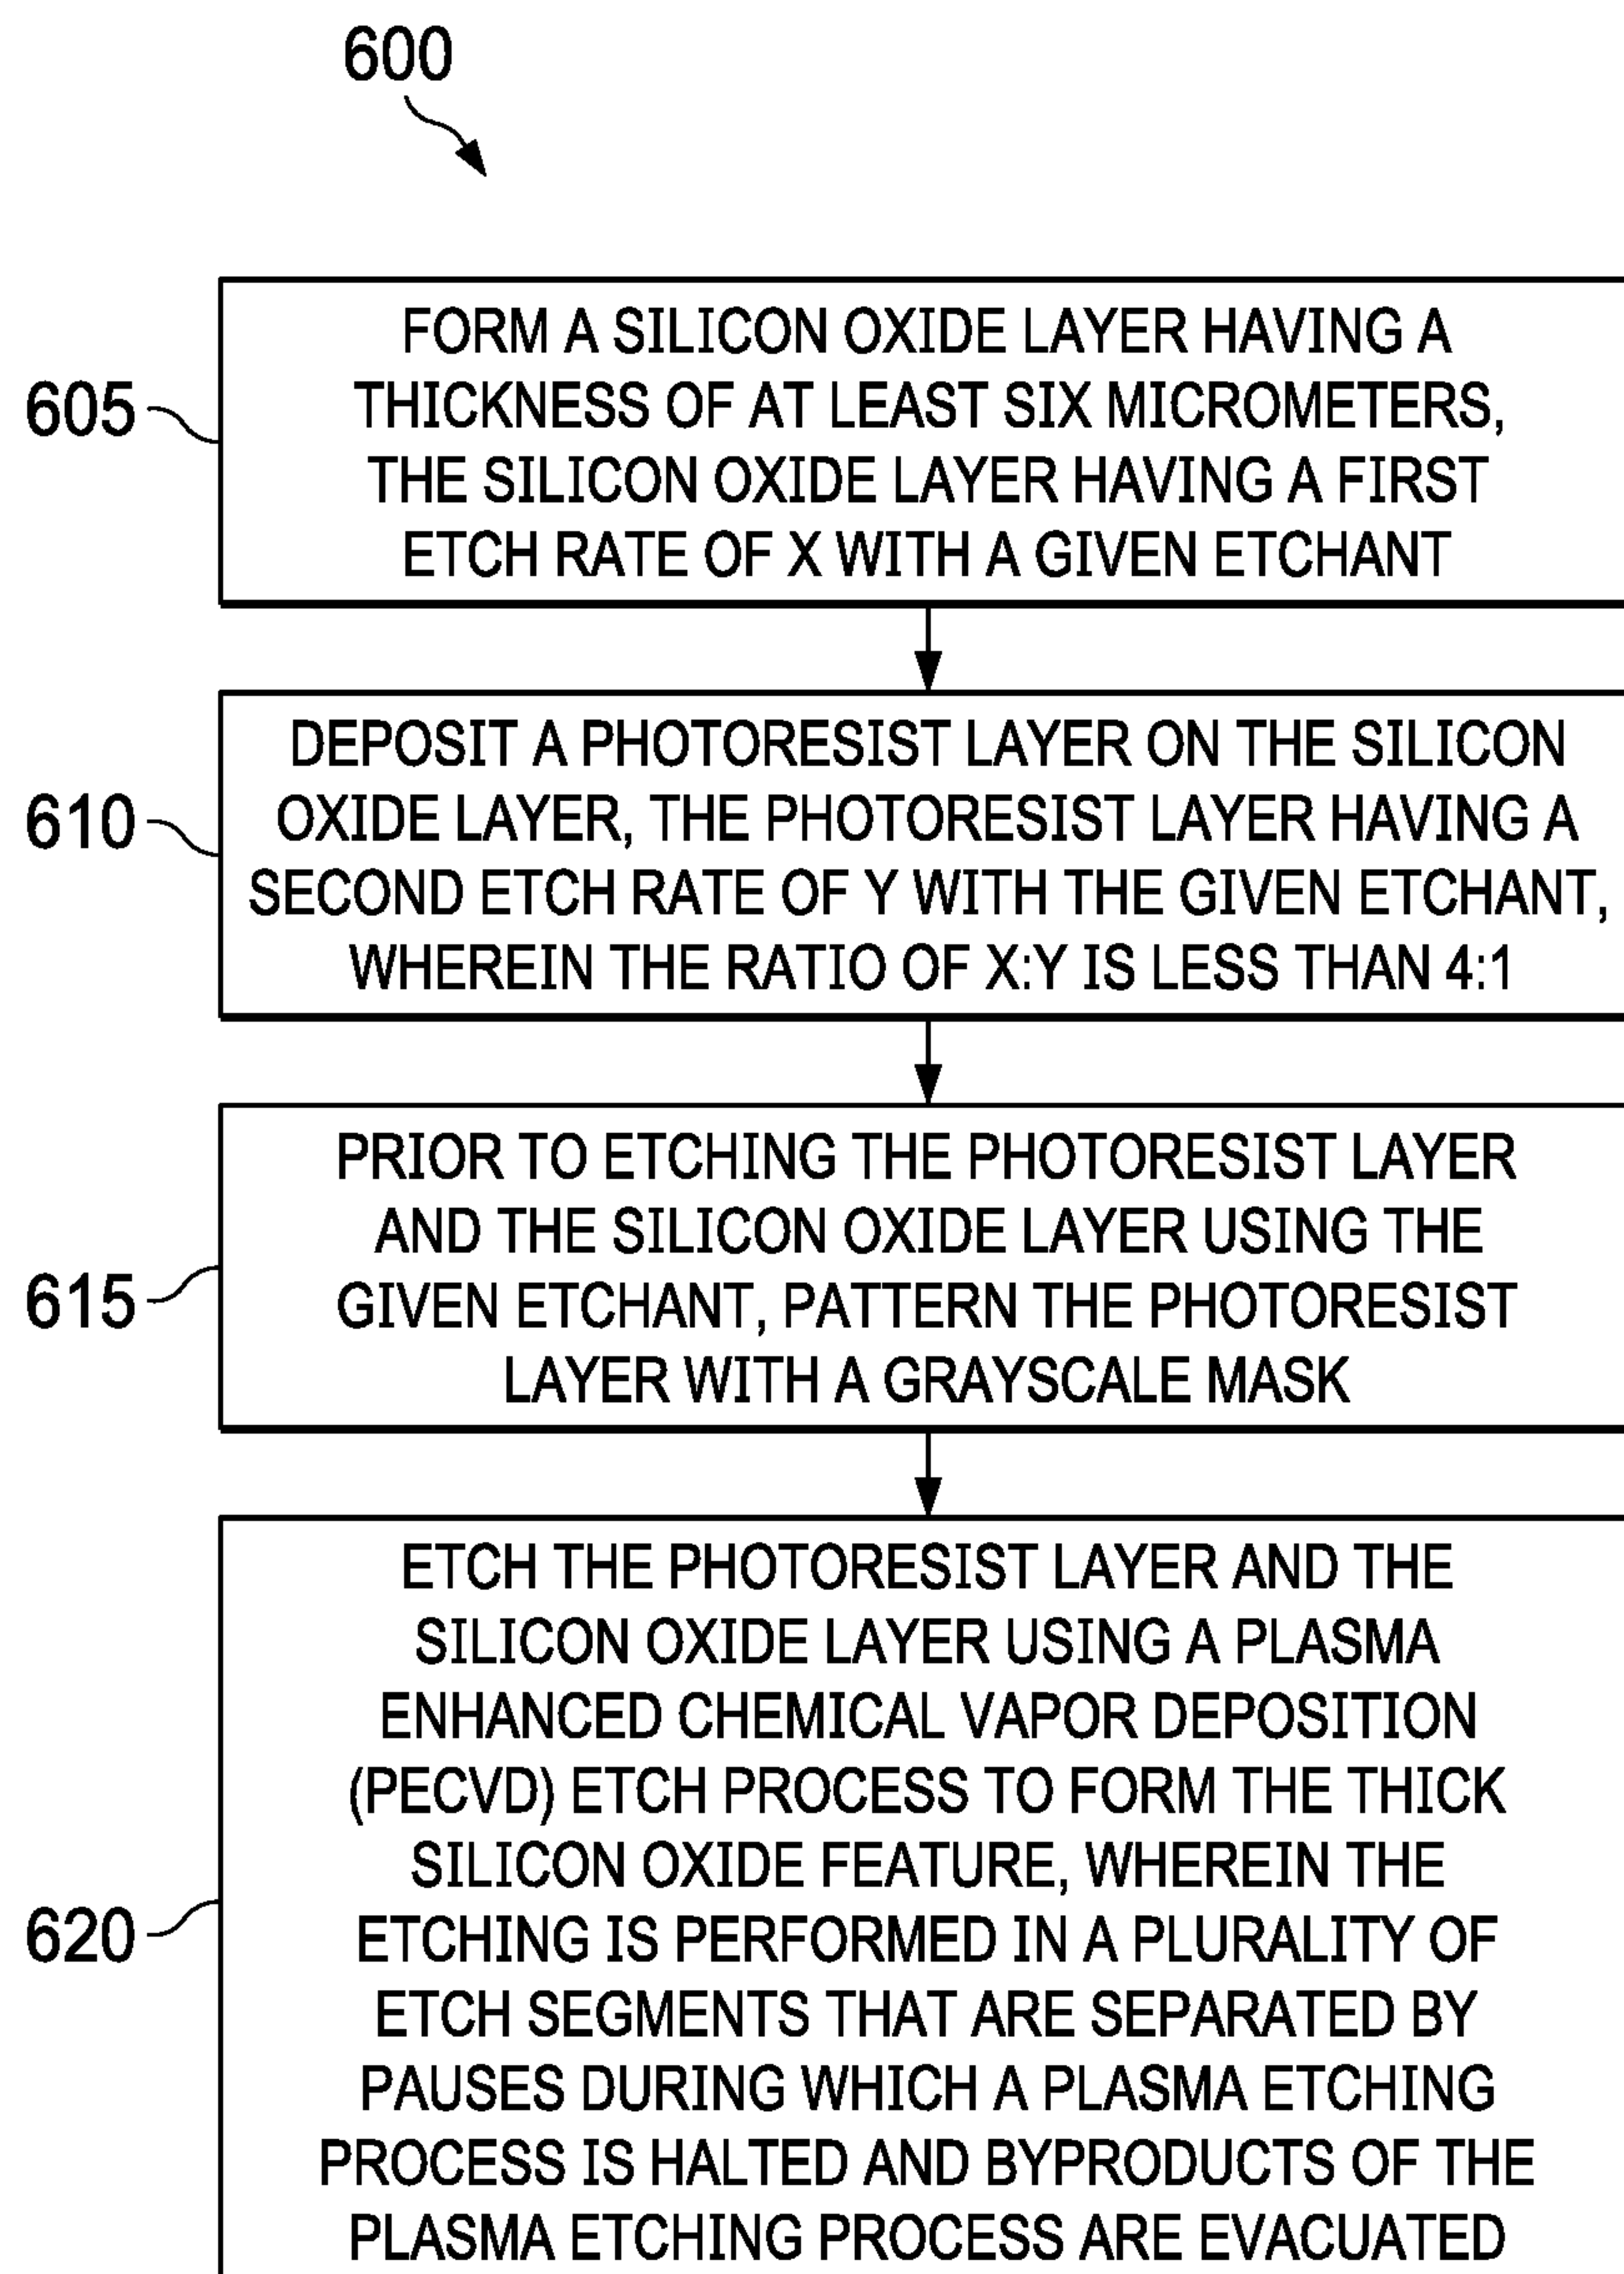 600
605
FORM A SILICON OXIDE LAYER HAVING A
THICKNESS OF AT LEAST SIX MICROMETERS,
THE SILICON OXIDE LAYER HAVING A FIRST
ETCH RATE OF X WITH A GIVEN ETCHANT
610
DEPOSIT A PHOTORESIST LAYER ON THE SILICON
OXIDE LAYER, THE PHOTORESIST LAYER HAVING A
SECOND ETCH RATE OF Y WITH THE GIVEN ETCHANT,
WHEREIN THE RATIO OF X:Y IS LESS THAN 4:1
615
PRIOR TO ETCHING THE PHOTORESIST LAYER
AND THE SILICON OXIDE LAYER USING THE
GIVEN ETCHANT, PATTERN THE PHOTORESIST
LAYER WITH A GRAYSCALE MASK
620
ETCH THE PHOTORESIST LAYER AND THE
SILICON OXIDE LAYER USING A PLASMA
ENHANCED CHEMICAL VAPOR DEPOSITION
(PECVD) ETCH PROCESS TO FORM THE THICK
SILICON OXIDE FEATURE, WHEREIN THE
ETCHING IS PERFORMED IN A PLURALITY OF
ETCH SEGMENTS THAT ARE SEPARATED BY
PAUSES DURING WHICH A PLASMA ETCHING
PROCESS IS HALTED AND BYPRODUCTS OF THE
PLASMA ETCHING PROCESS ARE EVACUATED